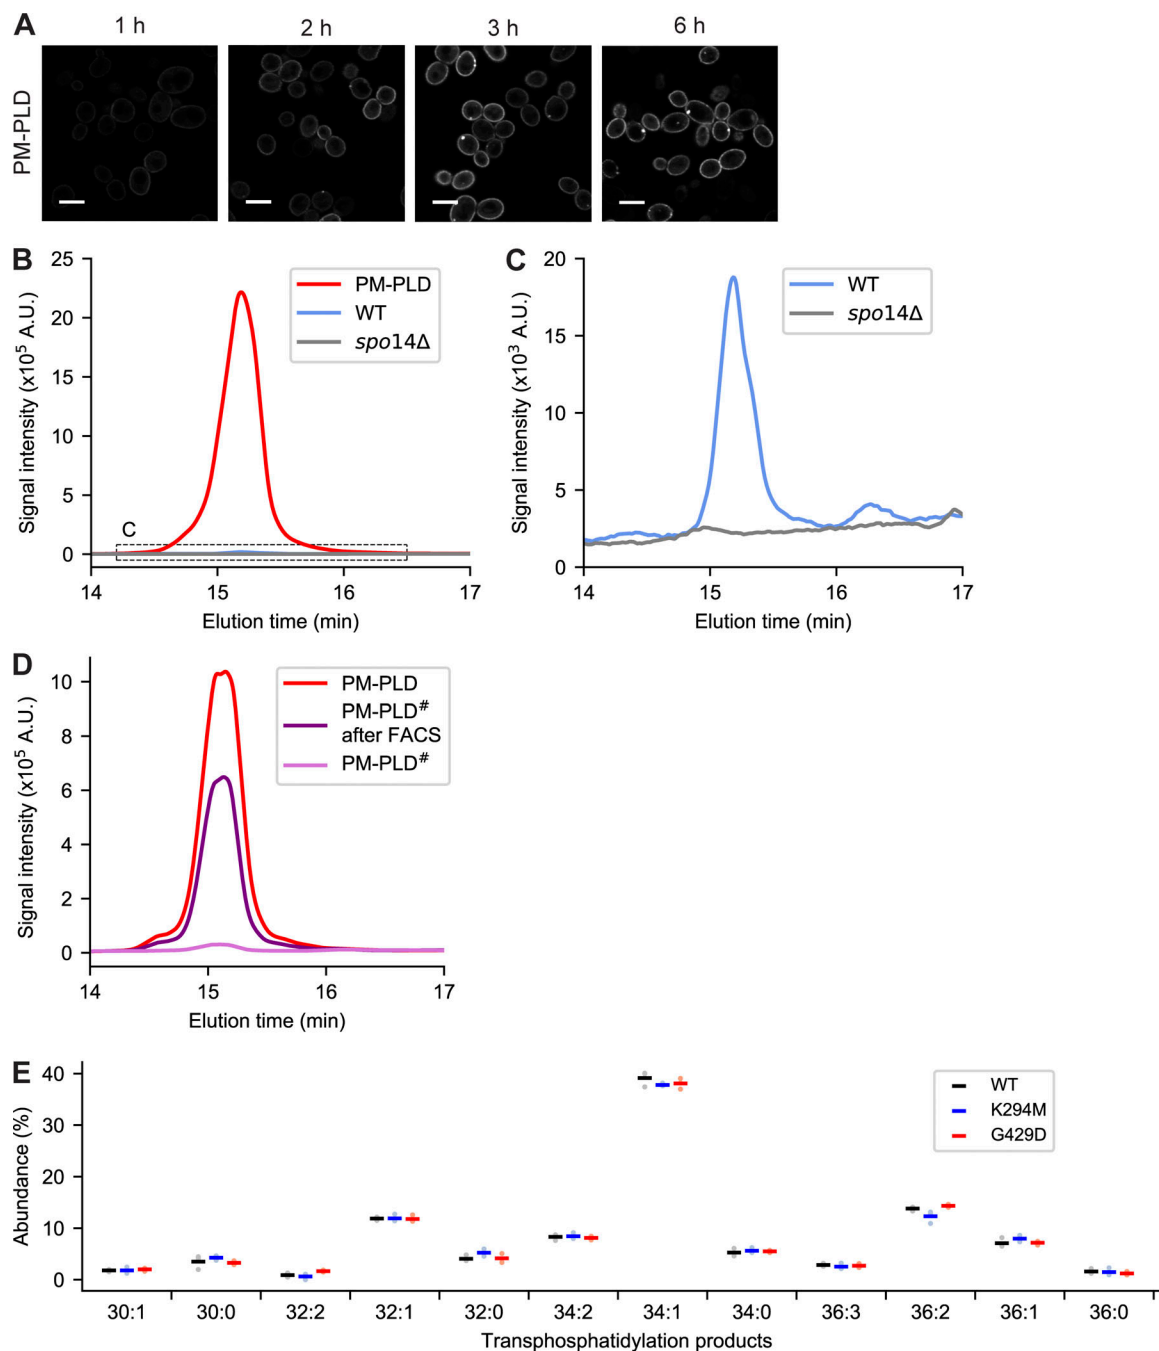 A
1 h
2 h
3 h
6 h
PM-PLD
B
25
20
15
10
5
0
14
15
16
17
Signal intensity (x10⁵ A.U.)
Elution time (min)
PM-PLD
WT
spo14Δ
C
C
20
15
10
5
0
14
15
16
17
Signal intensity (x10³ A.U.)
Elution time (min)
WT
spo14Δ
D
10
8
6
4
2
0
14
15
16
17
Signal intensity (x10⁵ A.U.)
Elution time (min)
PM-PLD
PM-PLD#
after FACS
PM-PLD#
E
40
30
20
10
0
Abundance (%)
WT
K294M
G429D
30:1
30:0
32:2
32:1
32:0
34:2
34:1
34:0
36:3
36:2
36:1
36:0
Transphosphatidylation products